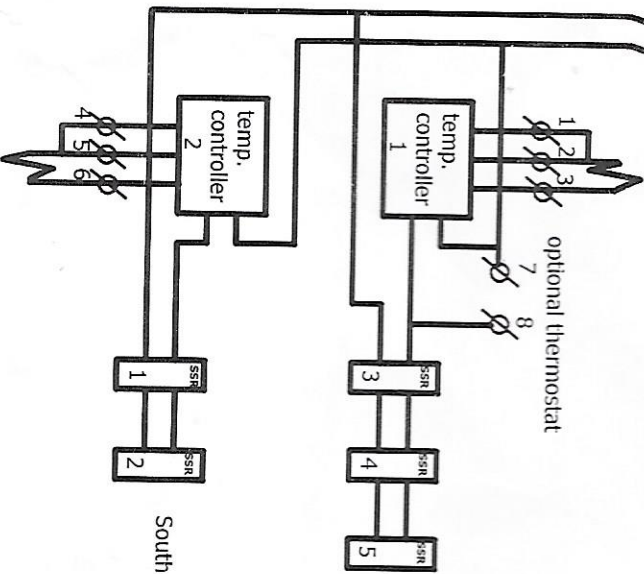 1
2
3
optional thermostat
7
8
temp.
controller
1
SSR
3
SSR
4
SSR
5
temp.
controller
2
4
5
6
SSR
1
SSR
2
South